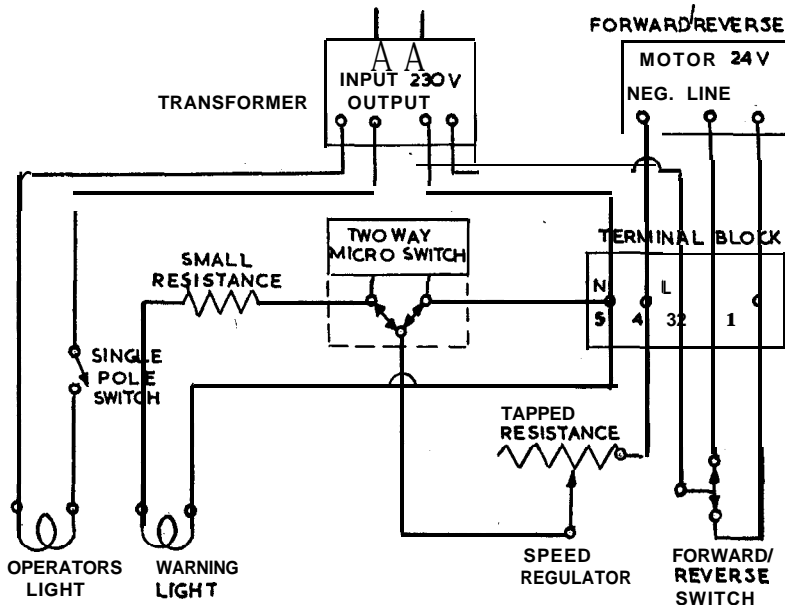 FORWARD/REVERSE
MOTOR 24V
NEG. LINE
A A
INPUT 230V
OUTPUT
TRANSFORMER
TWO WAY
MICRO SWITCH
TERMINAL BLOCK
SMALL
RESISTANCE
N L
5 4 32 1
SINGLE
POLE
SWITCH
TAPPED
RESISTANCE
OPERATORS
LIGHT
WARNING
LIGHT
SPEED
REGULATOR
FORWARD/
REVERSE
SWITCH